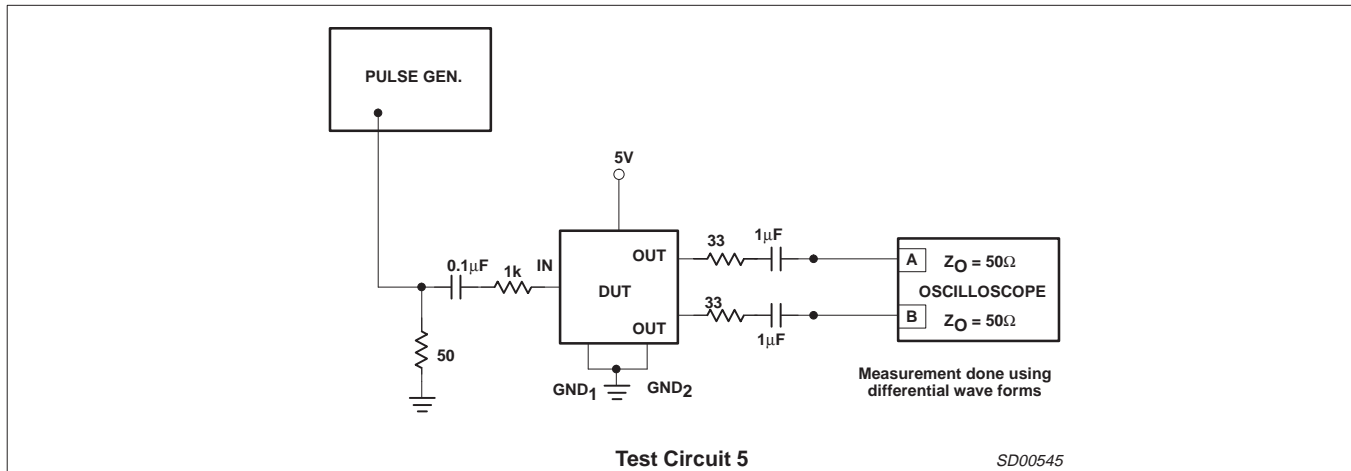 PULSE GEN.
5V
0.1μF
1k
IN
OUT
DUT
OUT
33
1μF
33
1μF
A
ZO = 50Ω
OSCILLOSCOPE
B
ZO = 50Ω
50
GND1
GND2
Measurement done using
differential wave forms
Test Circuit 5
SD00545